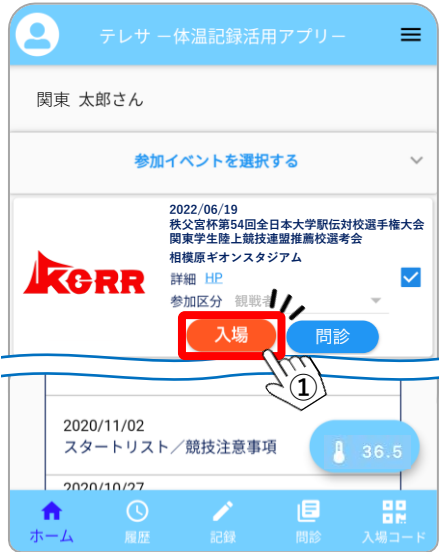 テレサ －体温記録活用アプリ－
関東 太郎さん
参加イベントを選択する
2022/06/19
秩父宮杯第54回全日本大学駅伝対校選手権大会
関東学生陸上競技連盟推薦校選考会
相模原ギオンスタジアム
KGRR
詳細 HP
参加区分 観戦者
入場
問診
①
2020/11/02
スタートリスト／競技注意事項
36.5
2020/10/27
ホーム
履歴
記録
問診
入場コード